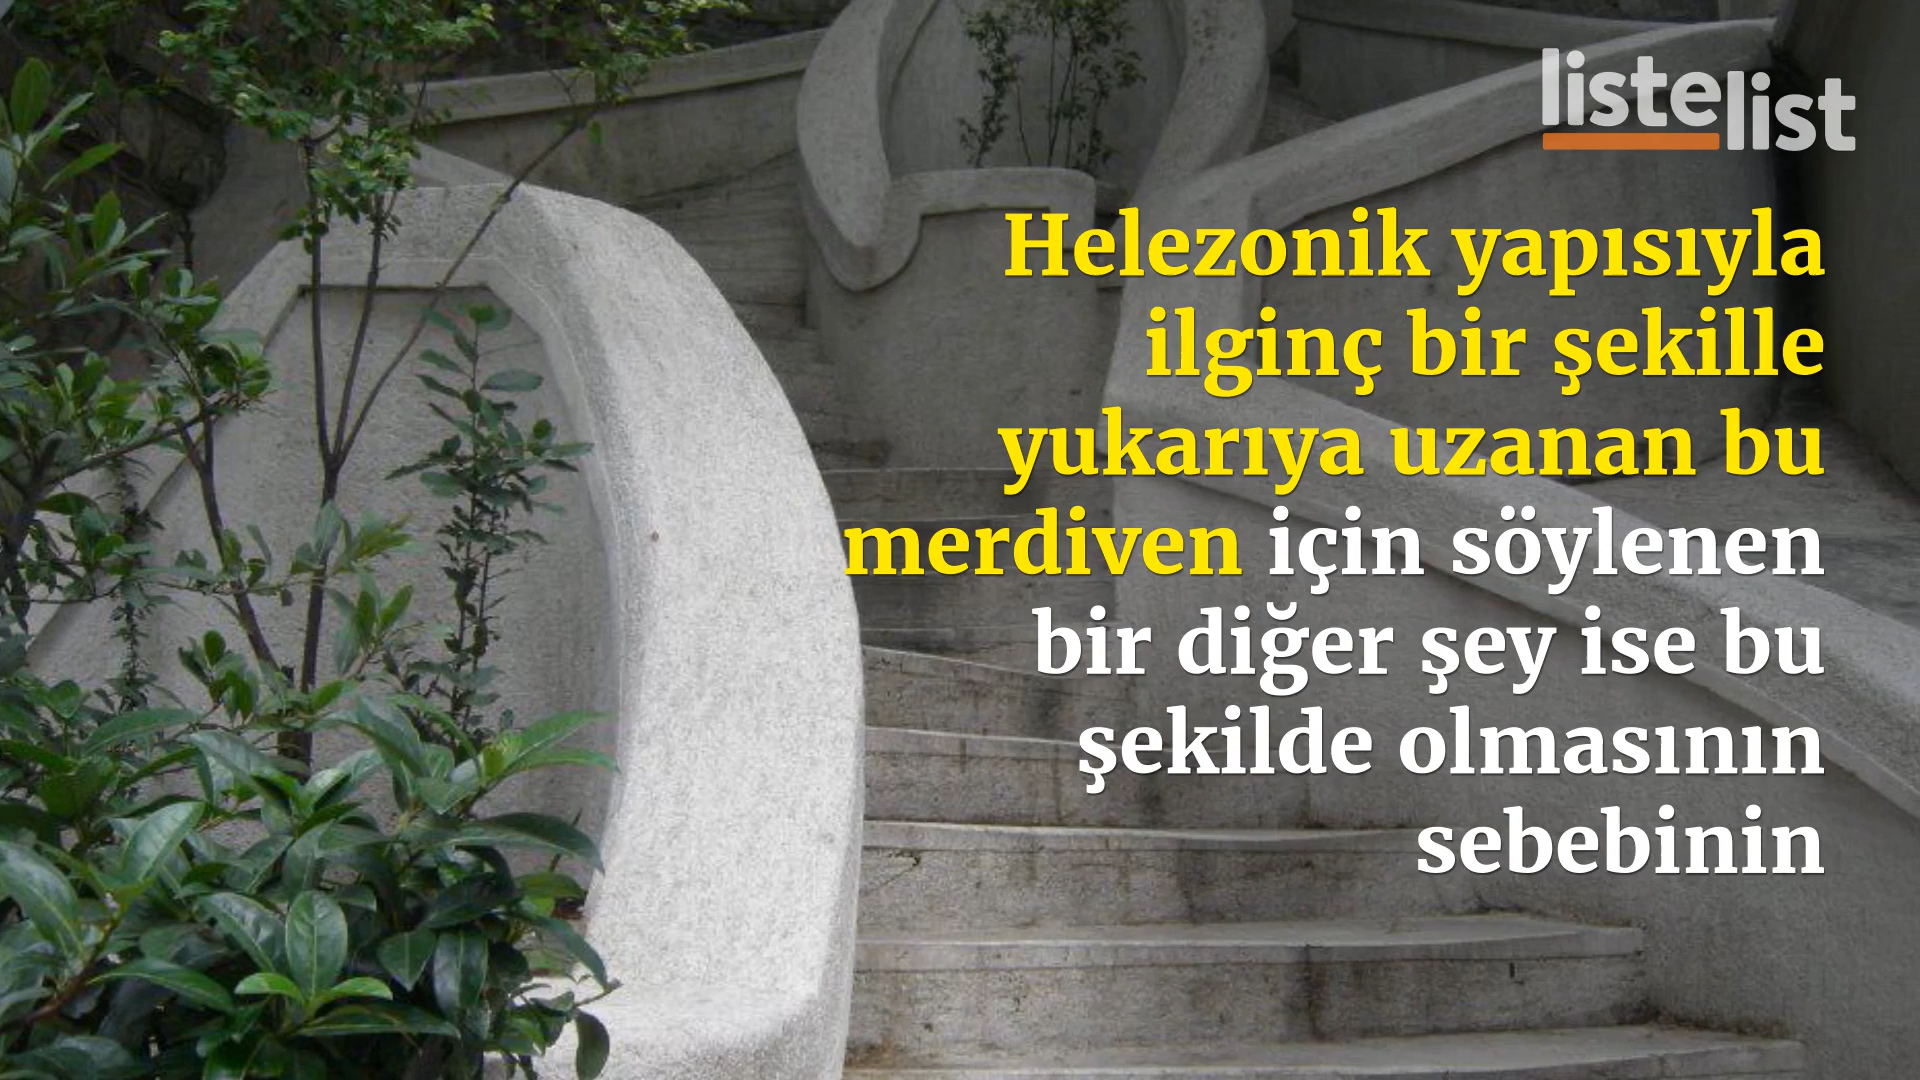 listelist
Helezonik yapısıyla
ilginç bir şekille
yukarıya uzanan bu
merdiven için söylenen
bir diğer şey ise bu
şekilde olmasının
sebebinin